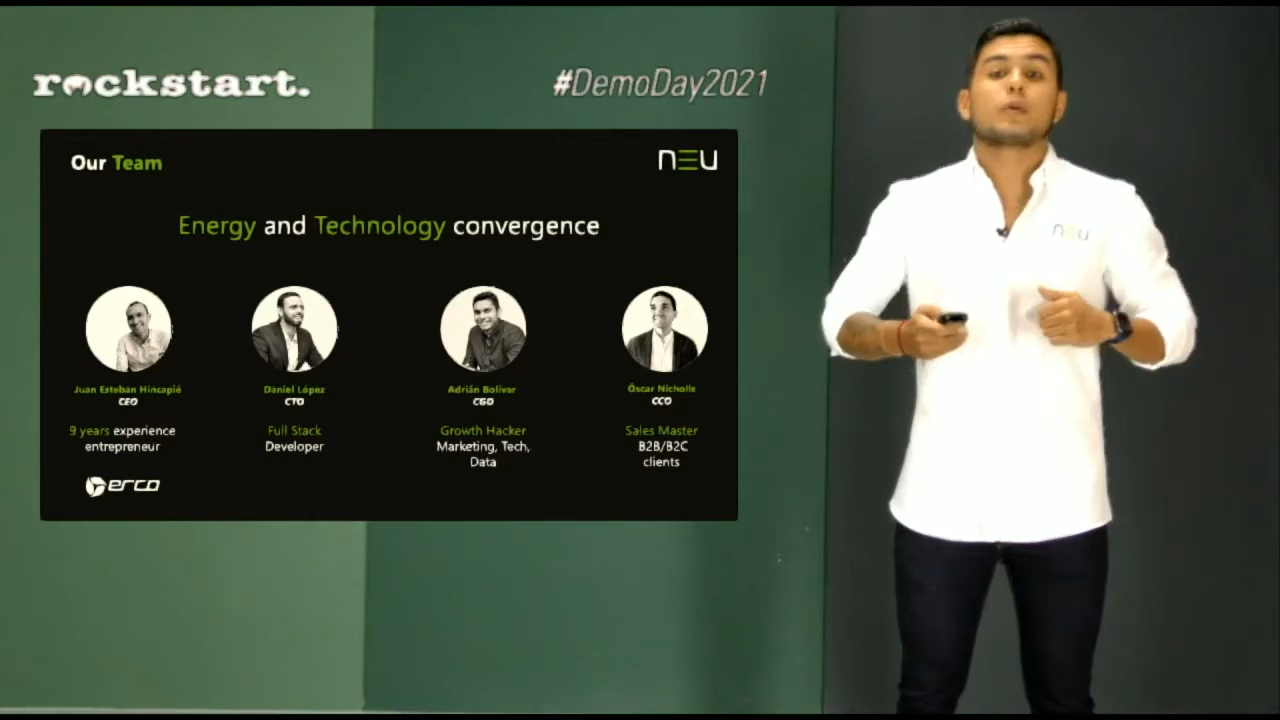 rockstart.
#DemoDay2021
Our Team
nEU
Energy and Technology convergence
Juan Esteban Hincapié
CEO
9 years experience
entrepreneur
erco
Daniel López
CTO
Full Stack
Developer
Adrián Bolívar
CGO
Growth Hacker
Marketing, Tech,
Data
Óscar Nicholls
CCO
Sales Master
B2B/B2C
clients
nEU